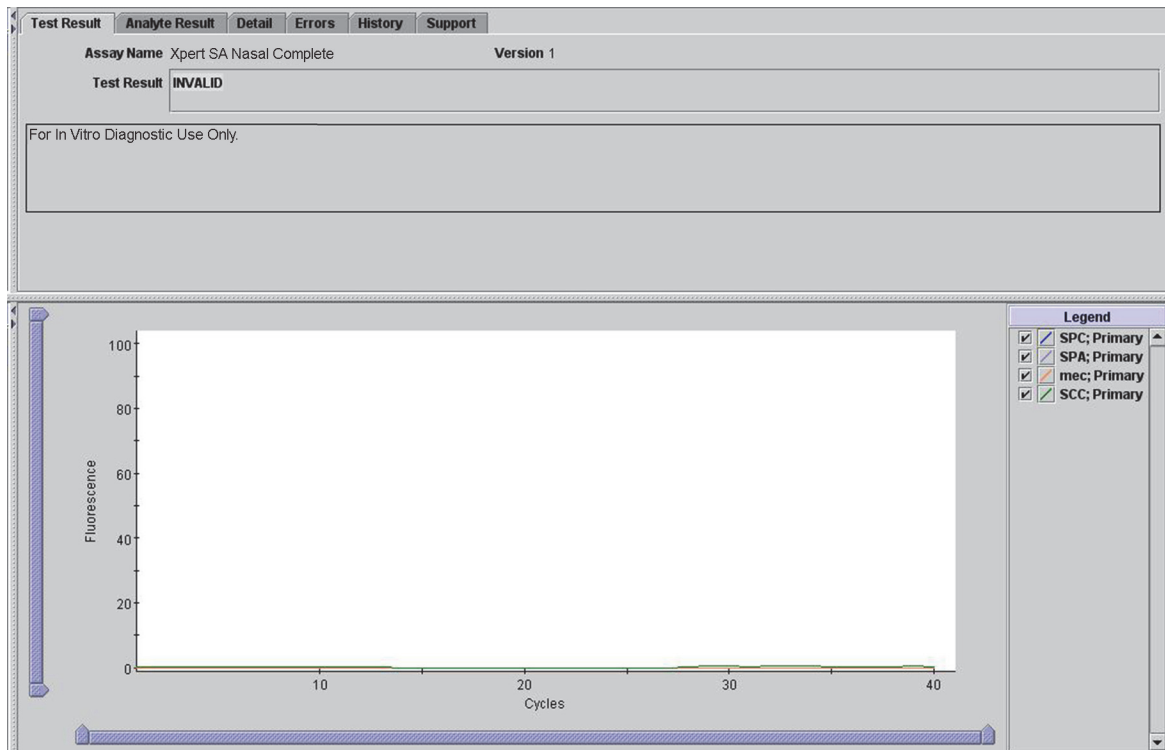 Test Result Analyte Result Detail Errors History Support
Assay Name Xpert SA Nasal Complete Version 1
Test Result INVALID
For In Vitro Diagnostic Use Only.
Legend
SPC; Primary
SPA; Primary
mec; Primary
SCC; Primary
100
80
60
40
20
0
Fluorescence
10 20 30 40
Cycles